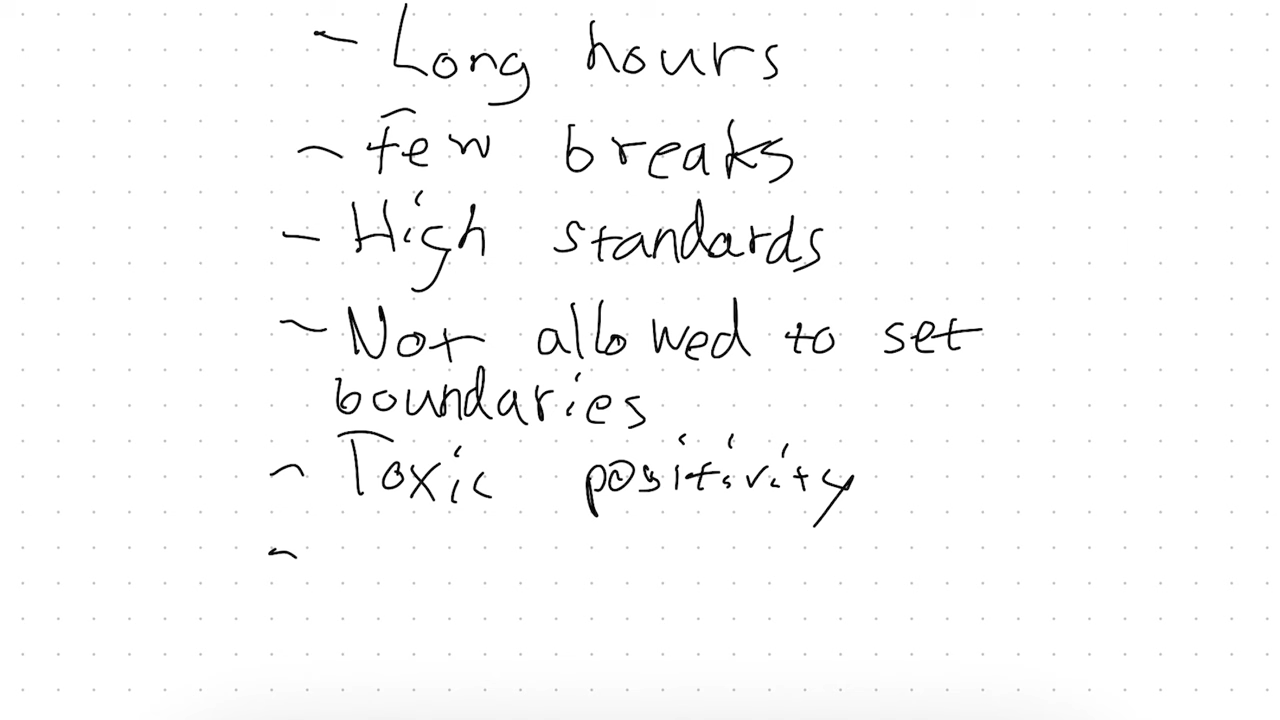 - Long hours
- Few breaks
- High standards
- Not allowed to set
boundaries
- Toxic positivity
-